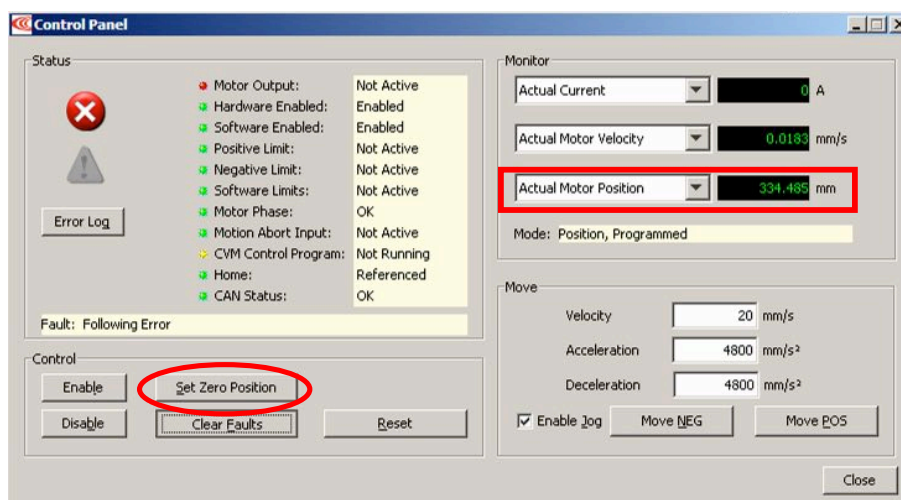 Control Panel
Status
Motor Output: Not Active
Hardware Enabled: Enabled
Software Enabled: Enabled
Positive Limit: Not Active
Negative Limit: Not Active
Software Limits: Not Active
Motor Phase: OK
Motion Abort Input: Not Active
CVM Control Program: Not Running
Home: Referenced
CAN Status: OK
Error Log
Fault: Following Error
Control
Enable Set Zero Position
Disable Clear Faults Reset
Monitor
Actual Current 0 A
Actual Motor Velocity 0.0183 mm/s
Actual Motor Position 334.485 mm
Mode: Position, Programmed
Move
Velocity 20 mm/s
Acceleration 4800 mm/s²
Deceleration 4800 mm/s²
Enable Jog Move NEG Move POS
Close